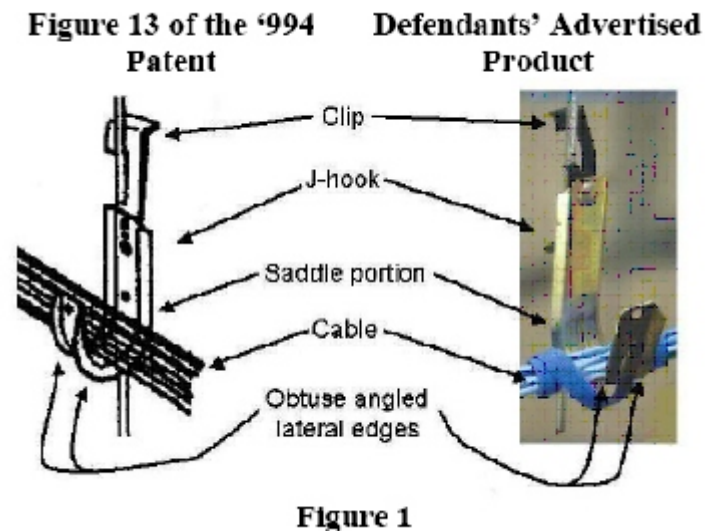 Figure 13 of the ‘994 Patent
Defendants’ Advertised Product
Clip
J-hook
Saddle portion
Cable
Obtuse angled
lateral edges
Figure 1